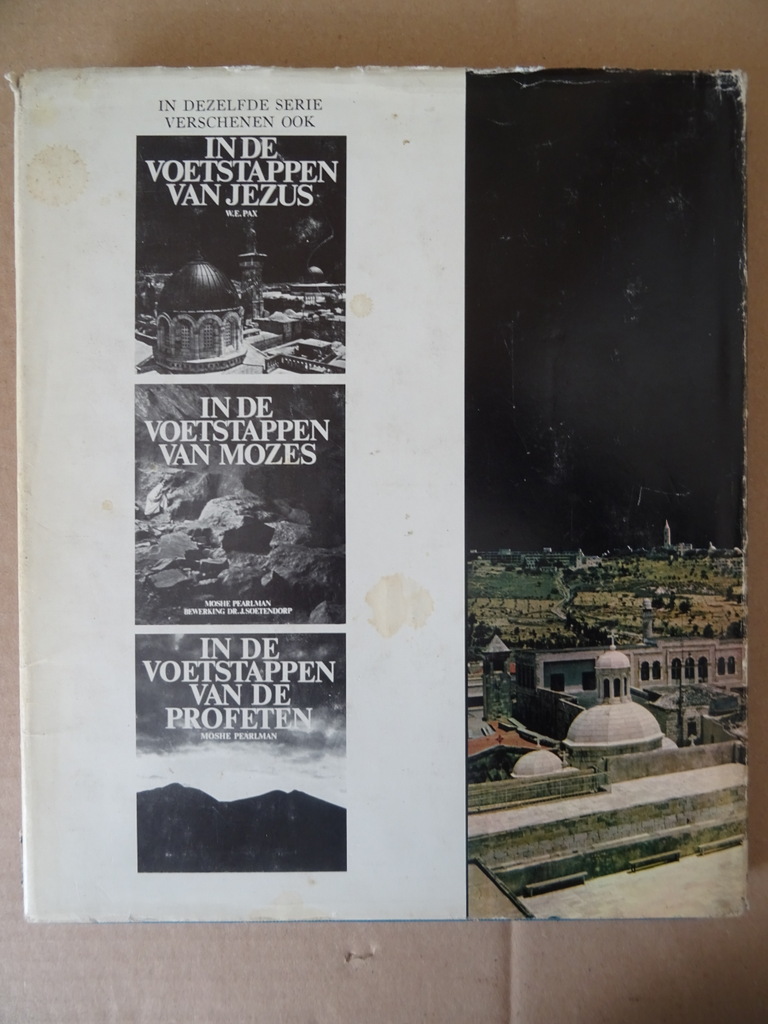 IN DEZELFDE SERIE
VERSCHENEN OOK
IN DE
VOETSTAPPEN
VAN JEZUS
W.E. PAX
IN DE
VOETSTAPPEN
VAN MOZES
MOSHE PEARLMAN
BEWERKING DR. J. SOETENDORP
IN DE
VOETSTAPPEN
VAN DE
PROFETEN
MOSHE PEARLMAN